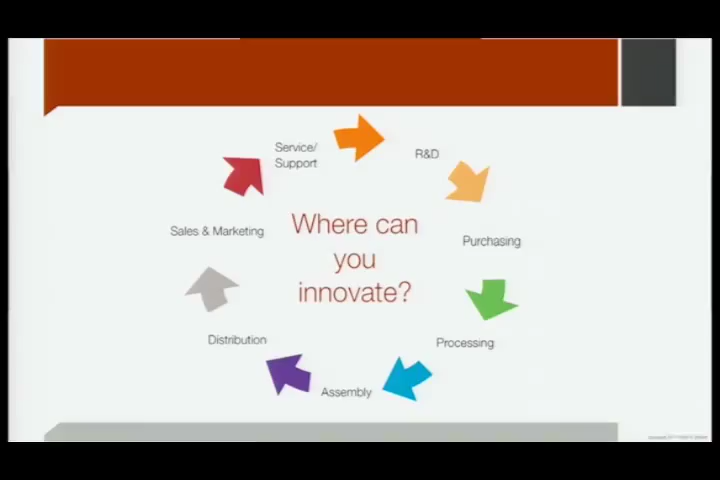 Service/
Support
R&D
Sales & Marketing
Where can
you
innovate?
Purchasing
Distribution
Processing
Assembly